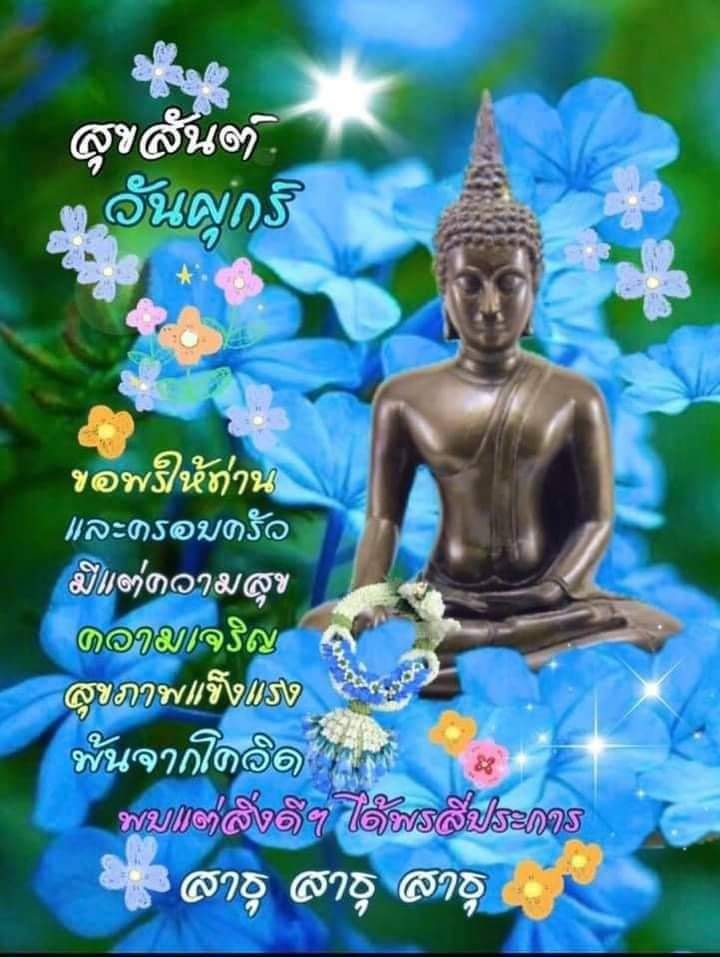 สุขสันต์
วันศุกร์
ขอพรให้ท่าน
และครอบครัว
มีแต่ความสุข
ความเจริญ
สุขภาพแข็งแรง
พ้นจากโควิด
พบแต่สิ่งดีๆ ได้พรสี่ประการ
สาธุ สาธุ สาธุ